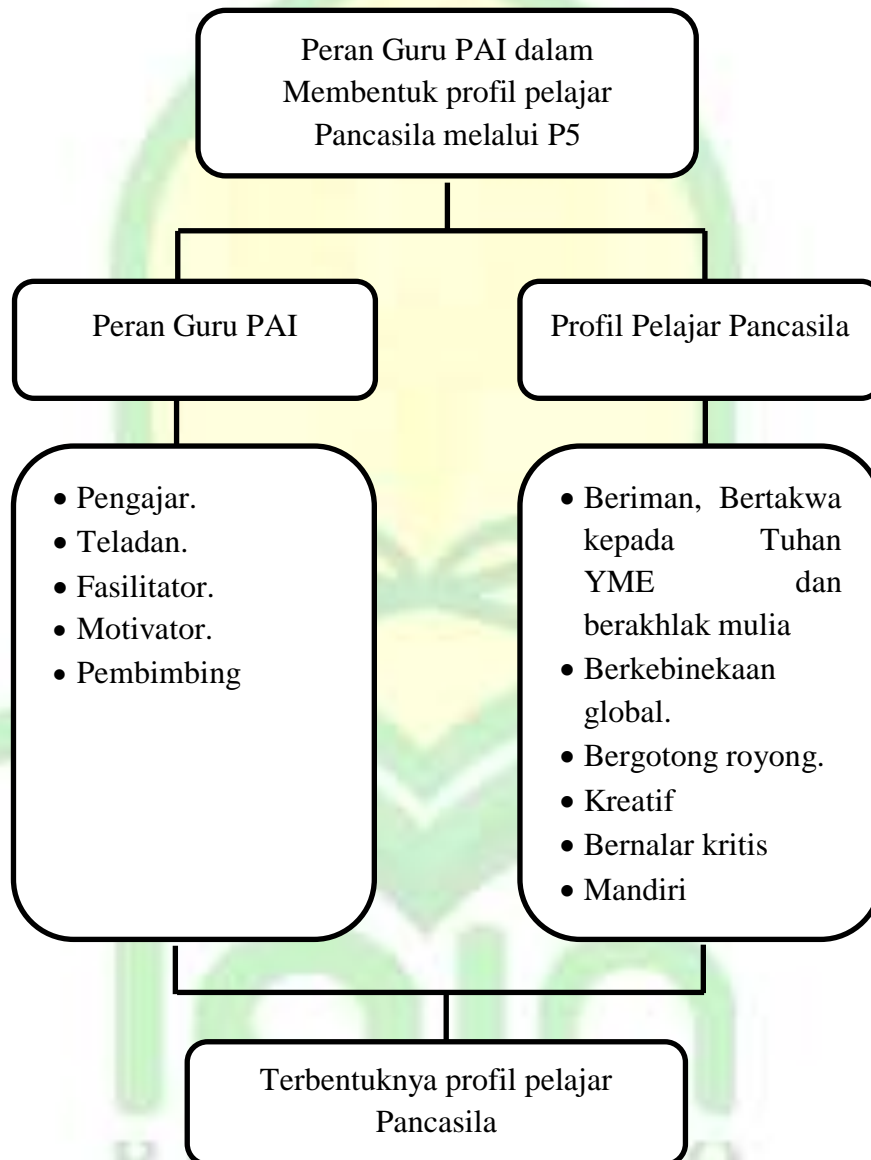 Peran Guru PAI dalam
Membentuk profil pelajar
Pancasila melalui P5
Peran Guru PAI
Profil Pelajar Pancasila
• Pengajar.
• Teladan.
• Fasilitator.
• Motivator.
• Pembimbing
• Beriman, Bertakwa
kepada Tuhan
YME dan
berakhlak mulia
• Berkebinekaan
global.
• Bergotong royong.
• Kreatif
• Bernalar kritis
• Mandiri
iain
Terbentuknya profil pelajar
Pancasila